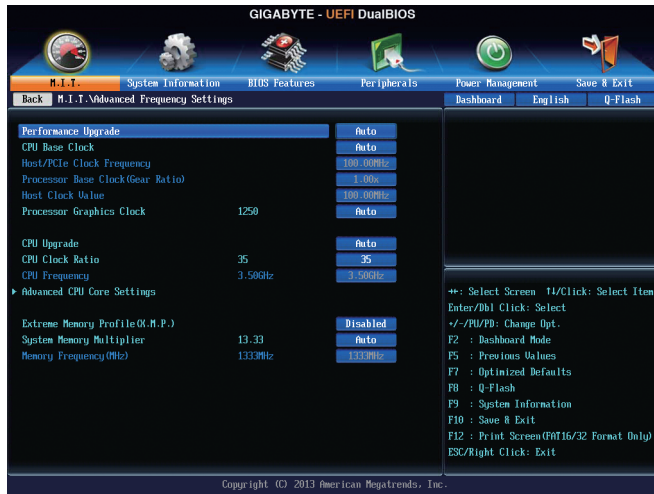 GIGABYTE - UEFI DualBIOS
M.I.T. System Information BIOS Features Peripherals Power Management Save & Exit
Back M.I.T.\Advanced Frequency Settings Dashboard English Q-Flash
Performance Upgrade Auto
CPU Base Clock Auto
Host/PCIe Clock Frequency 100.00MHz
Processor Base Clock(Gear Ratio) 1.00x
Host Clock Value 100.00MHz
Processor Graphics Clock 1250 Auto
CPU Upgrade Auto
CPU Clock Ratio 35 35
CPU Frequency 3.50GHz 3.50GHz
Advanced CPU Core Settings
Extreme Memory Profile(X.M.P.) Disabled
System Memory Multiplier 13.33 Auto
Memory Frequency(MHz) 1333MHz 1333MHz
→←: Select Screen ↑↓/Click: Select Item
Enter/Dbl Click: Select
+/-/PU/PD: Change Opt.
F2 : Dashboard Mode
F5 : Previous Values
F7 : Optimized Defaults
F8 : Q-Flash
F9 : System Information
F10 : Save & Exit
F12 : Print Screen(FAT16/32 Format Only)
ESC/Right Click: Exit
Copyright (C) 2013 American Megatrends, Inc.